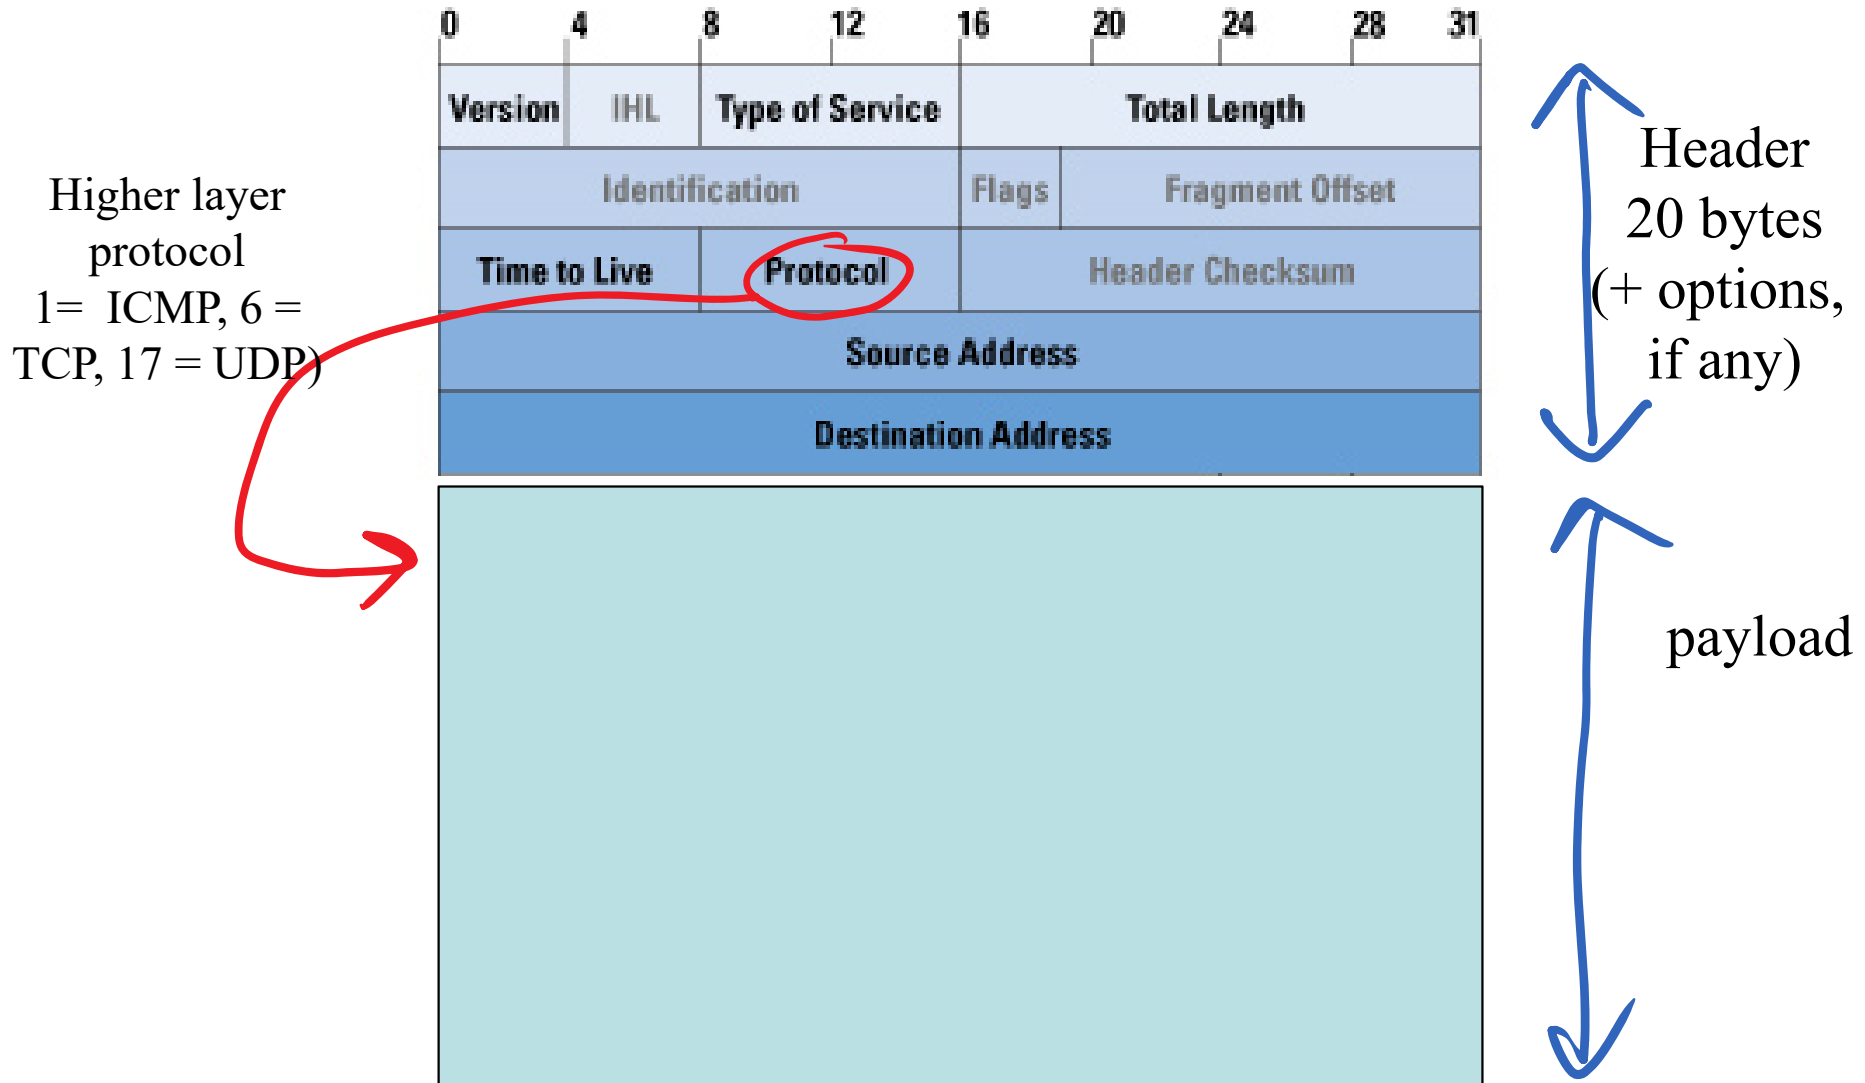 0 4 8 12 16 20 24 28 31
Version IHL Type of Service Total Length
Identification Flags Fragment Offset
Time to Live Protocol Header Checksum
Source Address
Destination Address
Higher layer
protocol
1= ICMP, 6 =
TCP, 17 = UDP)
Header
20 bytes
(+ options,
if any)
payload